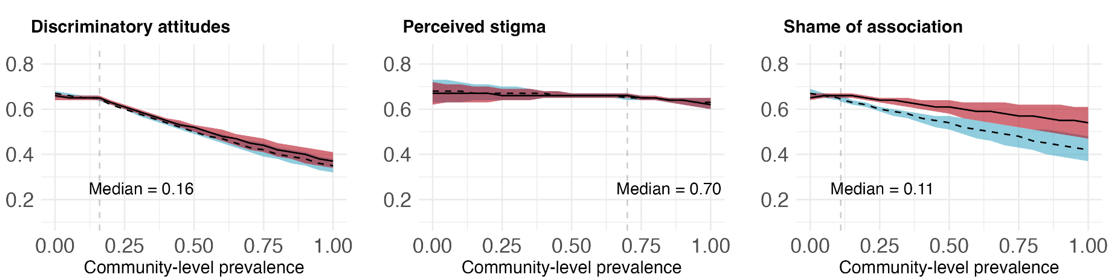 Discriminatory attitudes
0.8
0.6
0.4
0.2
Median = 0.16
0.00 0.25 0.50 0.75 1.00
Community-level prevalence
Perceived stigma
0.8
0.6
0.4
0.2
Median = 0.70
0.00 0.25 0.50 0.75 1.00
Community-level prevalence
Shame of association
0.8
0.6
0.4
0.2
Median = 0.11
0.00 0.25 0.50 0.75 1.00
Community-level prevalence